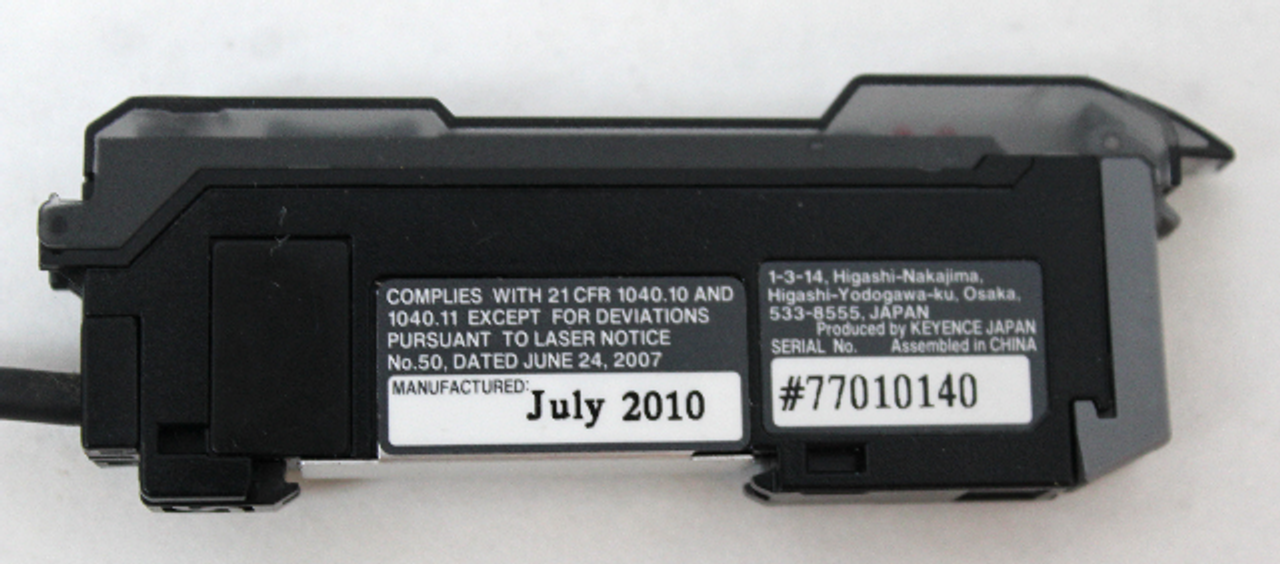 COMPLIES WITH 21 CFR 1040.10 AND
1040.11 EXCEPT FOR DEVIATIONS
PURSUANT TO LASER NOTICE
No.50, DATED JUNE 24, 2007
MANUFACTURED:
July 2010
1-3-14, Higashi-Nakajima,
Higashi-Yodogawa-ku, Osaka,
533-8555, JAPAN
Produced by KEYENCE JAPAN
SERIAL No. Assembled in CHINA
#77010140